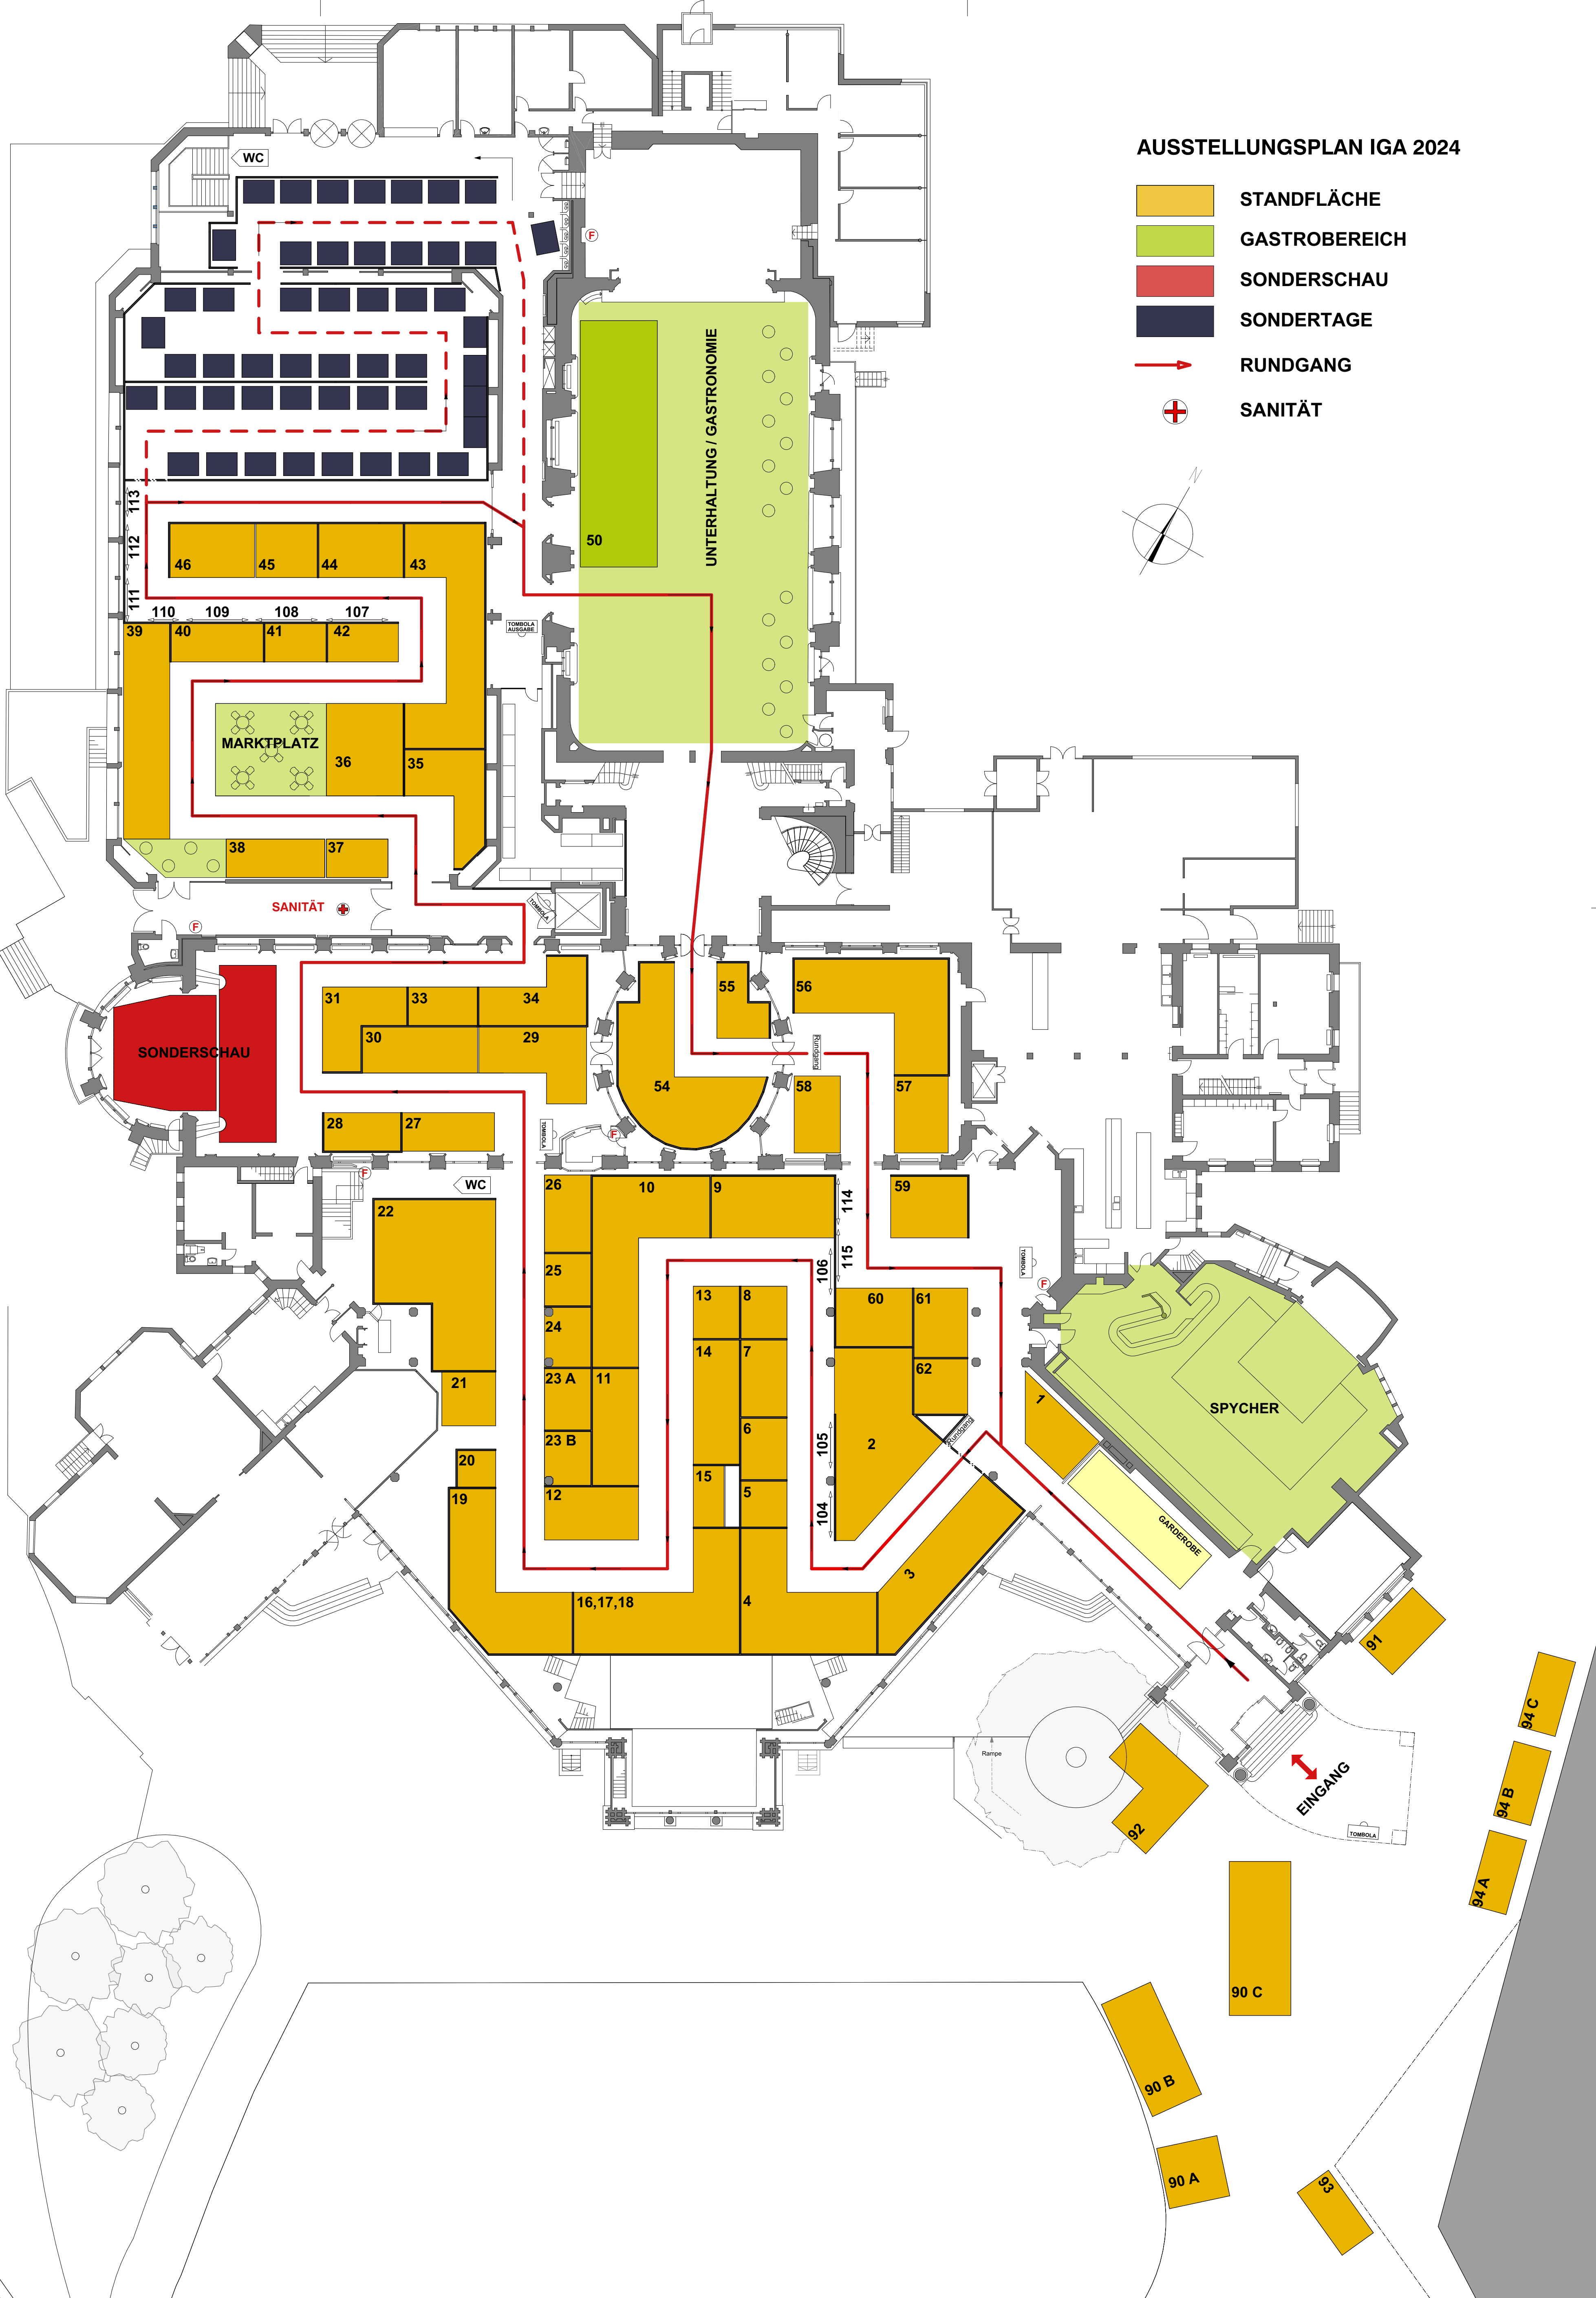 AUSSTELLUNGSPLAN IGA 2024
STANDFLÄCHE
GASTROBEREICH
SONDERSCHAU
SONDERTAGE
RUNDGANG
SANITÄT
N
WC
F
UNTERHALTUNG / GASTRONOMIE
50
113
112
111
46
45
44
43
110
109
108
107
39
40
41
42
TOMBOLA
AUSGABE
MARKTPLATZ
36
35
38
37
SANITÄT
F
TOMBOLA
SONDERSCHAU
31
33
34
30
29
28
27
TOMBOLA
F
F
54
55
56
Rundgang
58
57
59
WC
22
26
10
9
114
115
106
25
24
23 A
11
23 B
12
21
20
19
13
8
14
7
6
15
5
16,17,18
4
3
60
61
62
2
105
104
Rundgang
TOMBOLA
F
1
SPYCHER
GARDEROBE
91
92
Rampe
EINGANG
TOMBOLA
94 C
94 B
94 A
90 C
90 B
90 A
93